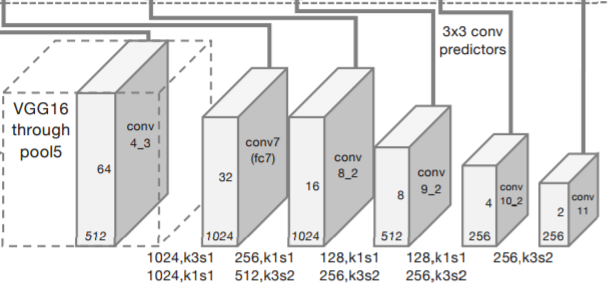 3x3 conv
predictors
VGG16
through
pool5
conv
4_3
64
512
conv7
(fc7)
32
1024
conv
8_2
16
1024
conv
9_2
8
512
conv
10_2
4
256
conv
11
2
256
1024,k3s1 256,k1s1 128,k1s1 128,k1s1 256,k3s2
1024,k1s1 512,k3s2 256,k3s2 256,k3s2